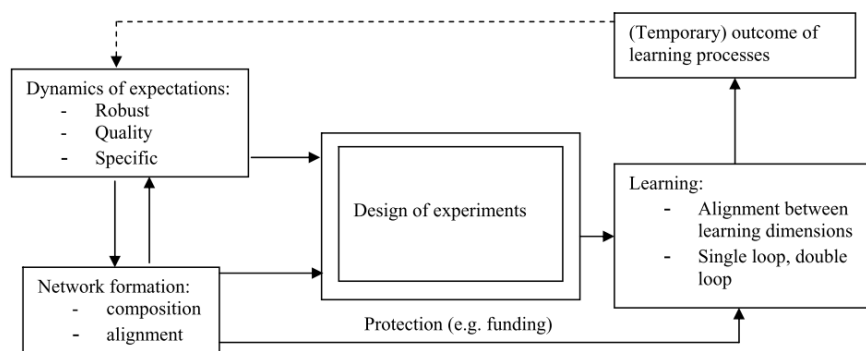 (Temporary) outcome of
learning processes
Dynamics of expectations:
- Robust
- Quality
- Specific
Design of experiments
Learning:
- Alignment between
learning dimensions
- Single loop, double
loop
Network formation:
- composition
- alignment
Protection (e.g. funding)